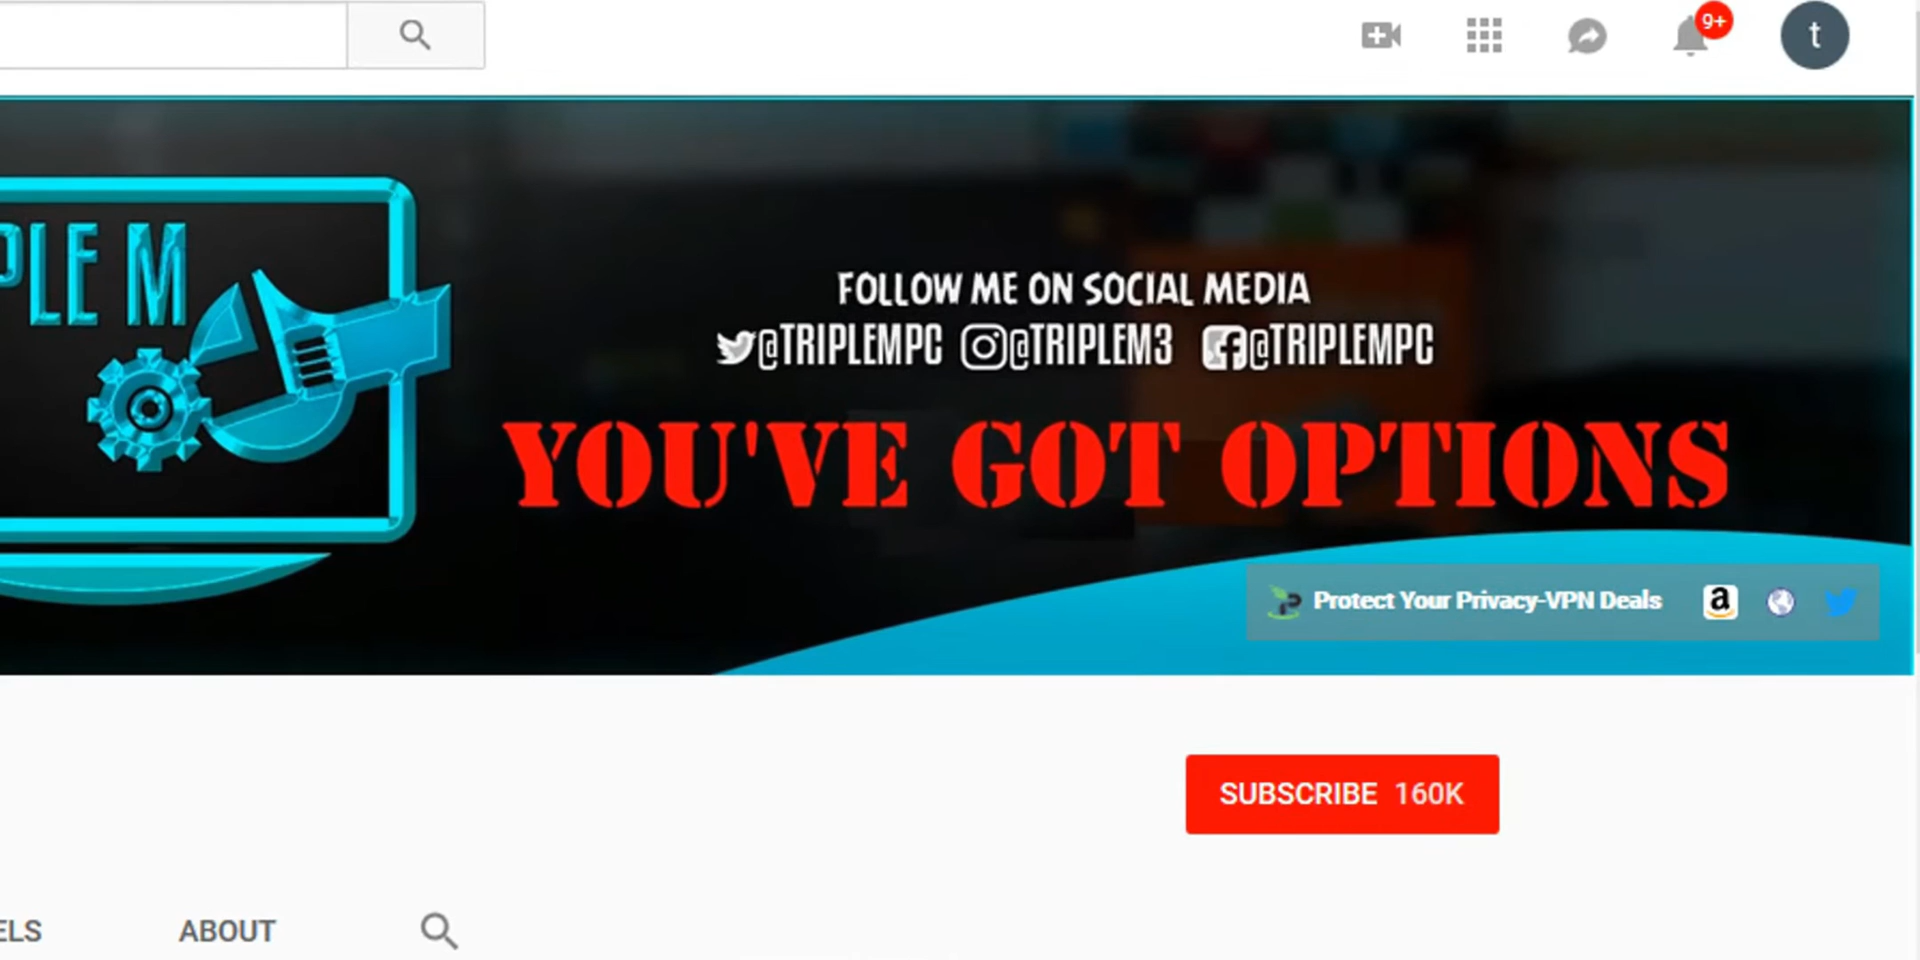 9+
t
PLE M
FOLLOW ME ON SOCIAL MEDIA
@TRIPLEMPC @TRIPLEM3 @TRIPLEMPC
YOU'VE GOT OPTIONS
Protect Your Privacy-VPN Deals
SUBSCRIBE 160K
ELS ABOUT